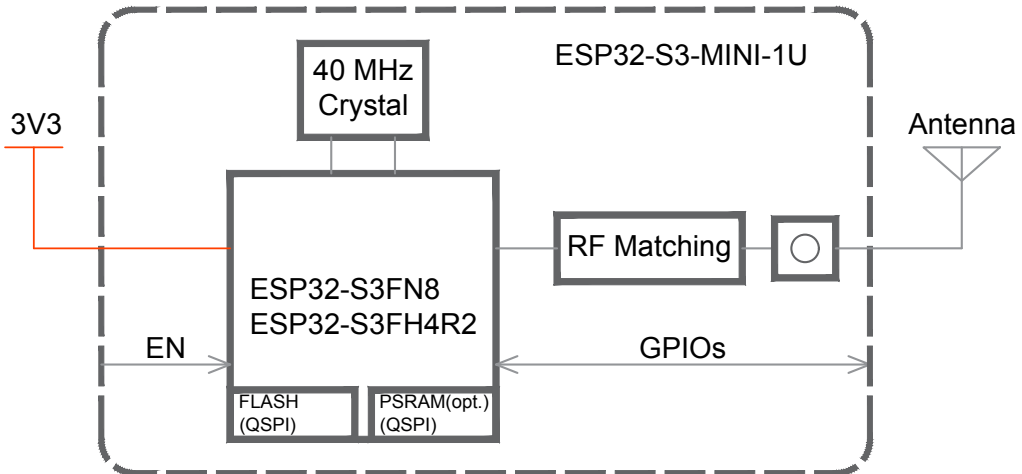 ESP32-S3-MINI-1U
40 MHz
Crystal
3V3
Antenna
RF Matching
ESP32-S3FN8
ESP32-S3FH4R2
EN
GPIOs
FLASH
(QSPI)
PSRAM(opt.)
(QSPI)